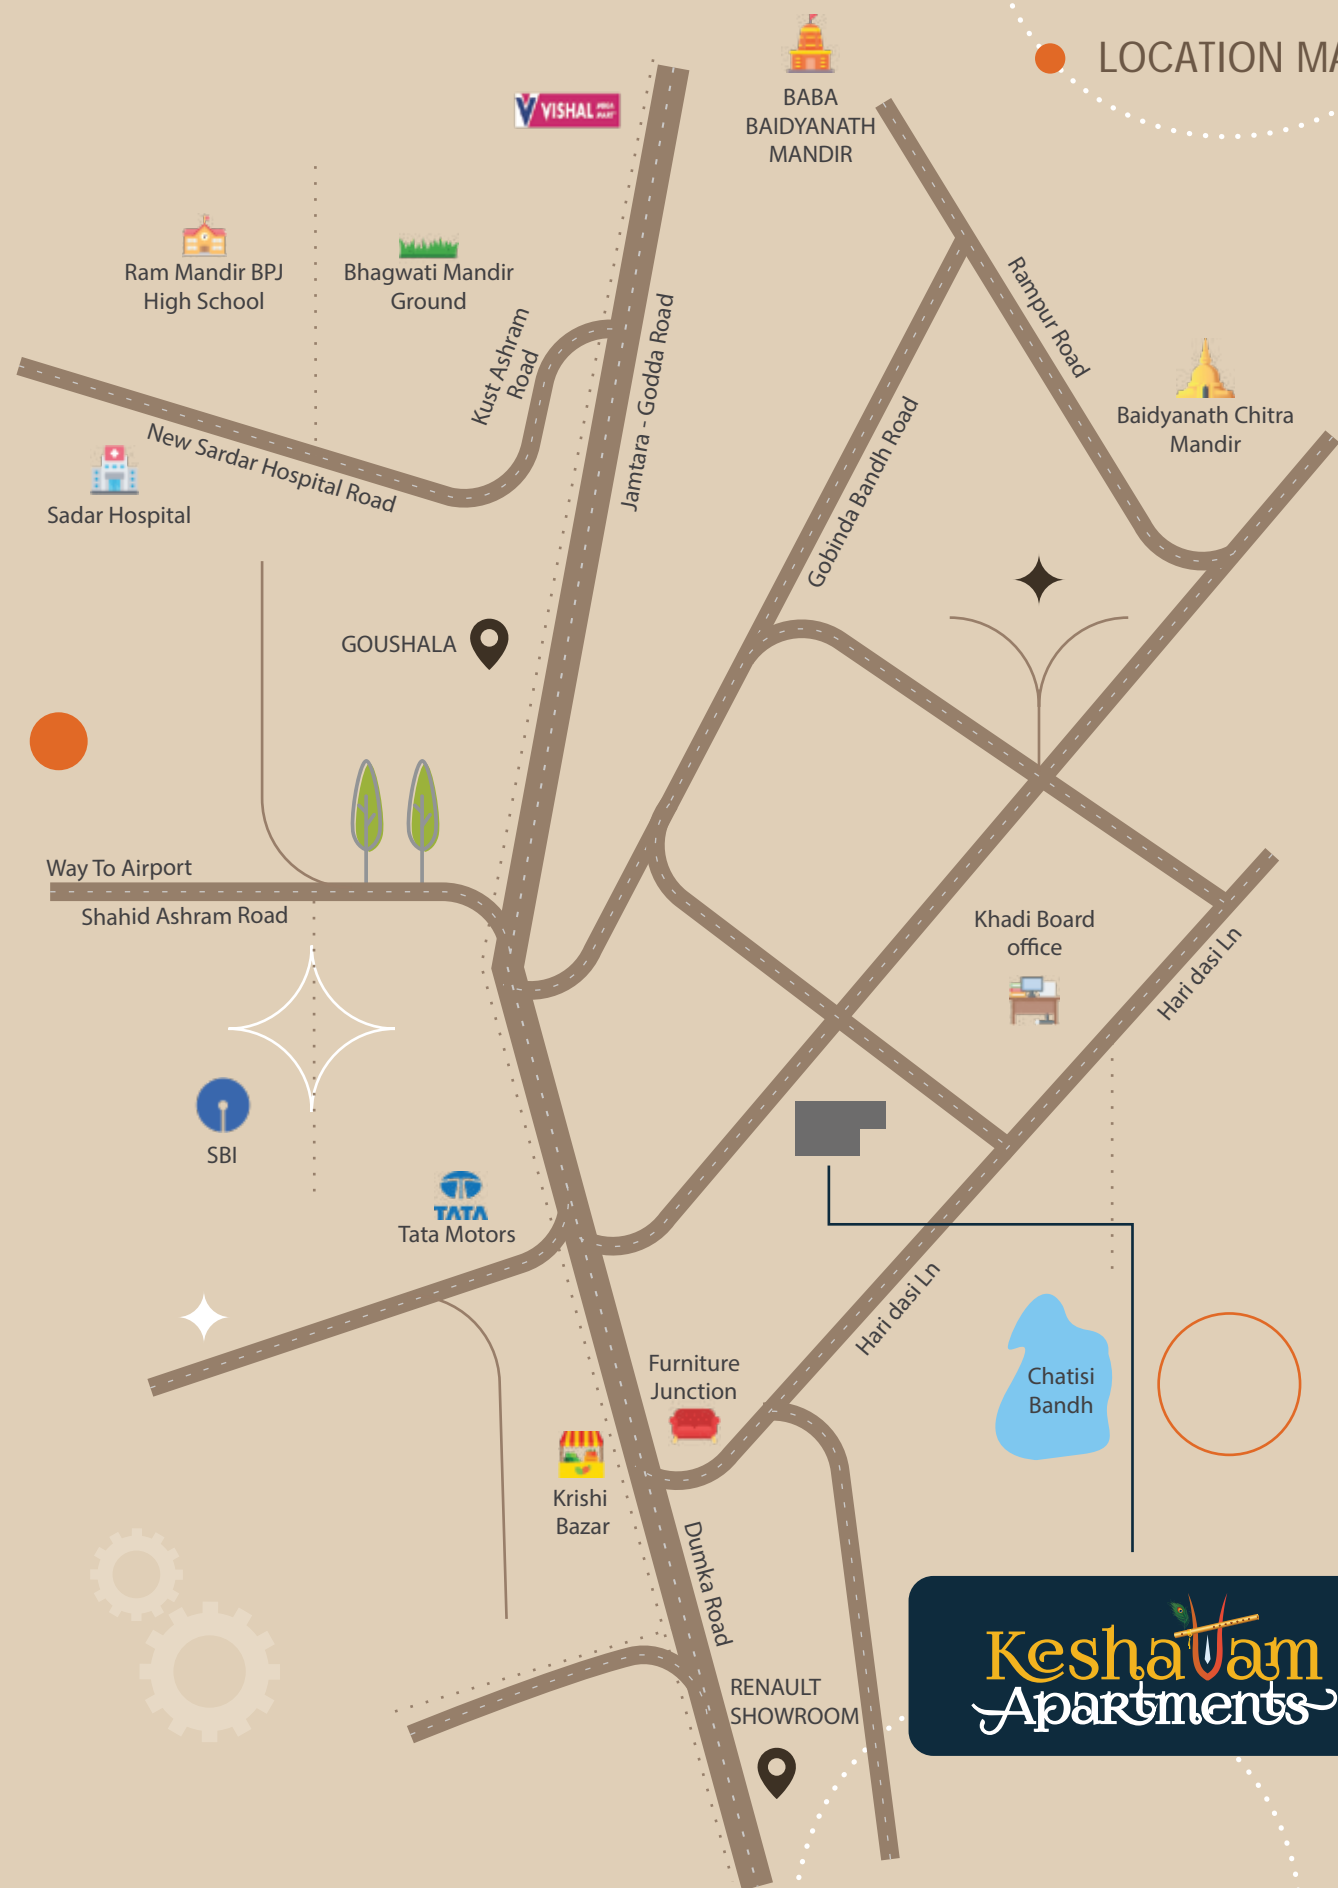 LOCATION MA
BABA
BAIDYANATH
MANDIR
VISHAL
Ram Mandir BPJ
High School
Bhagwati Mandir
Ground
Kust Ashram
Road
Jamtara - Godda Road
Rampur Road
Baidyanath Chitra
Mandir
New Sardar Hospital Road
Gobinda Bandh Road
Sadar Hospital
GOUSHALA
Way To Airport
Shahid Ashram Road
Khadi Board
office
Hari dasi Ln
SBI
TATA
Tata Motors
Hari dasi Ln
Furniture
Junction
Chatisi
Bandh
Krishi
Bazar
Dumka Road
RENAULT
SHOWROOM
Keshavam
Apartments